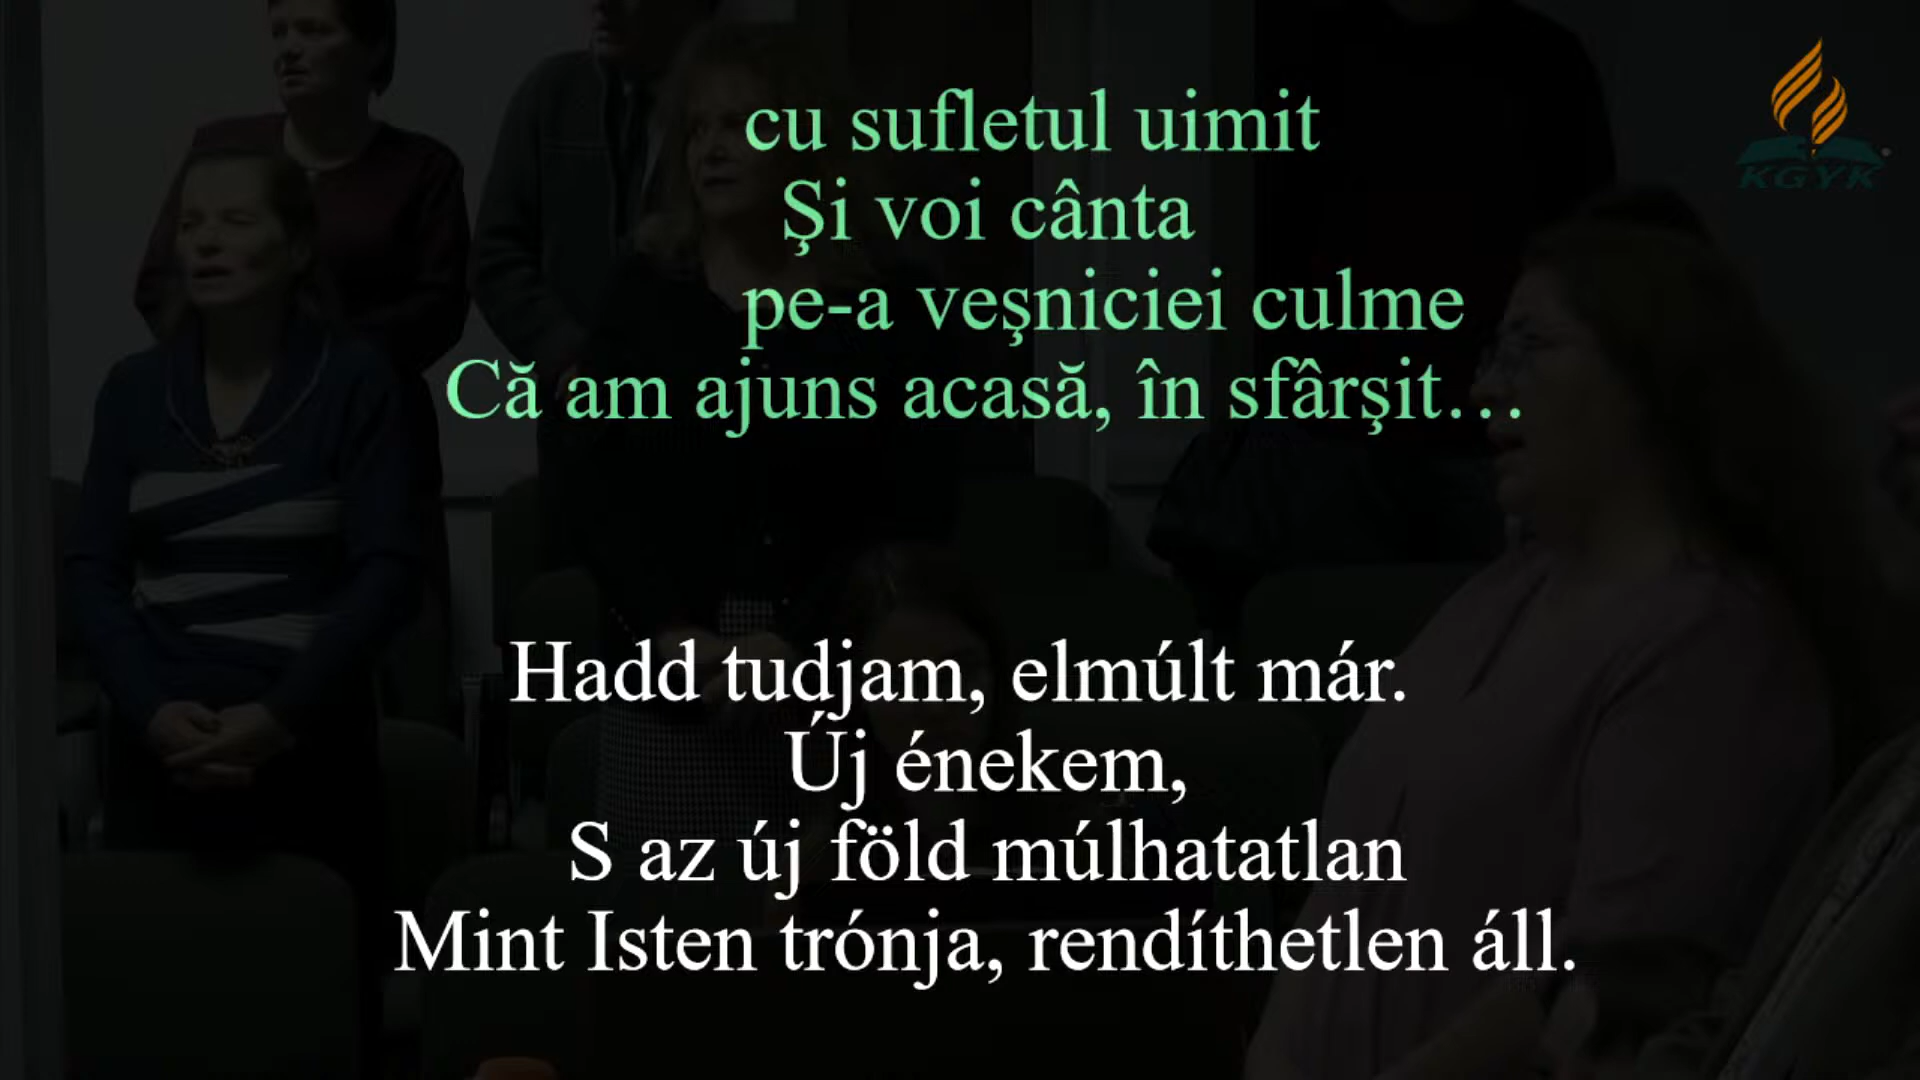 cu sufletul uimit
Şi voi cânta
pe-a veşniciei culme
Că am ajuns acasă, în sfârşit…
Hadd tudjam, elmúlt már.
Új énekem,
S az új föld múlhatatlan
Mint Isten trónja, rendíthetlen áll.
KGYK